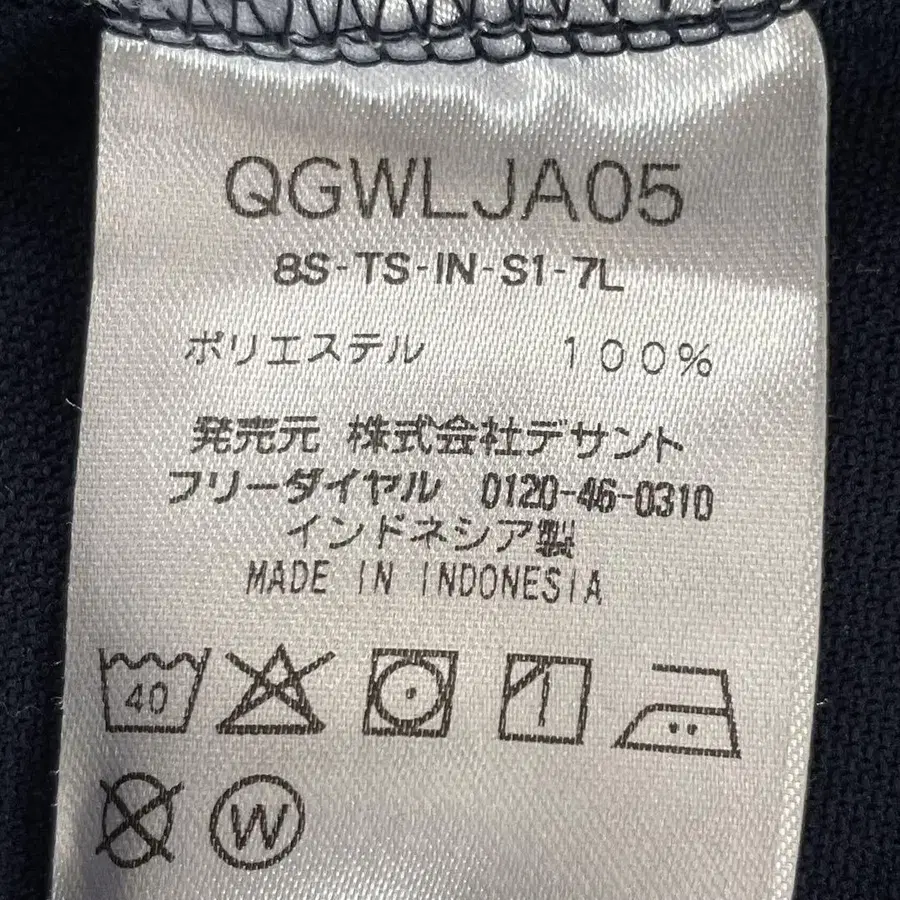 QGWLJA05
8S-TS-IN-S1-7L
ポリエステル 100%
発売元 株式会社デサント
フリーダイヤル 0120-46-0310
インドネシア製
MADE IN INDONESIA
40
W